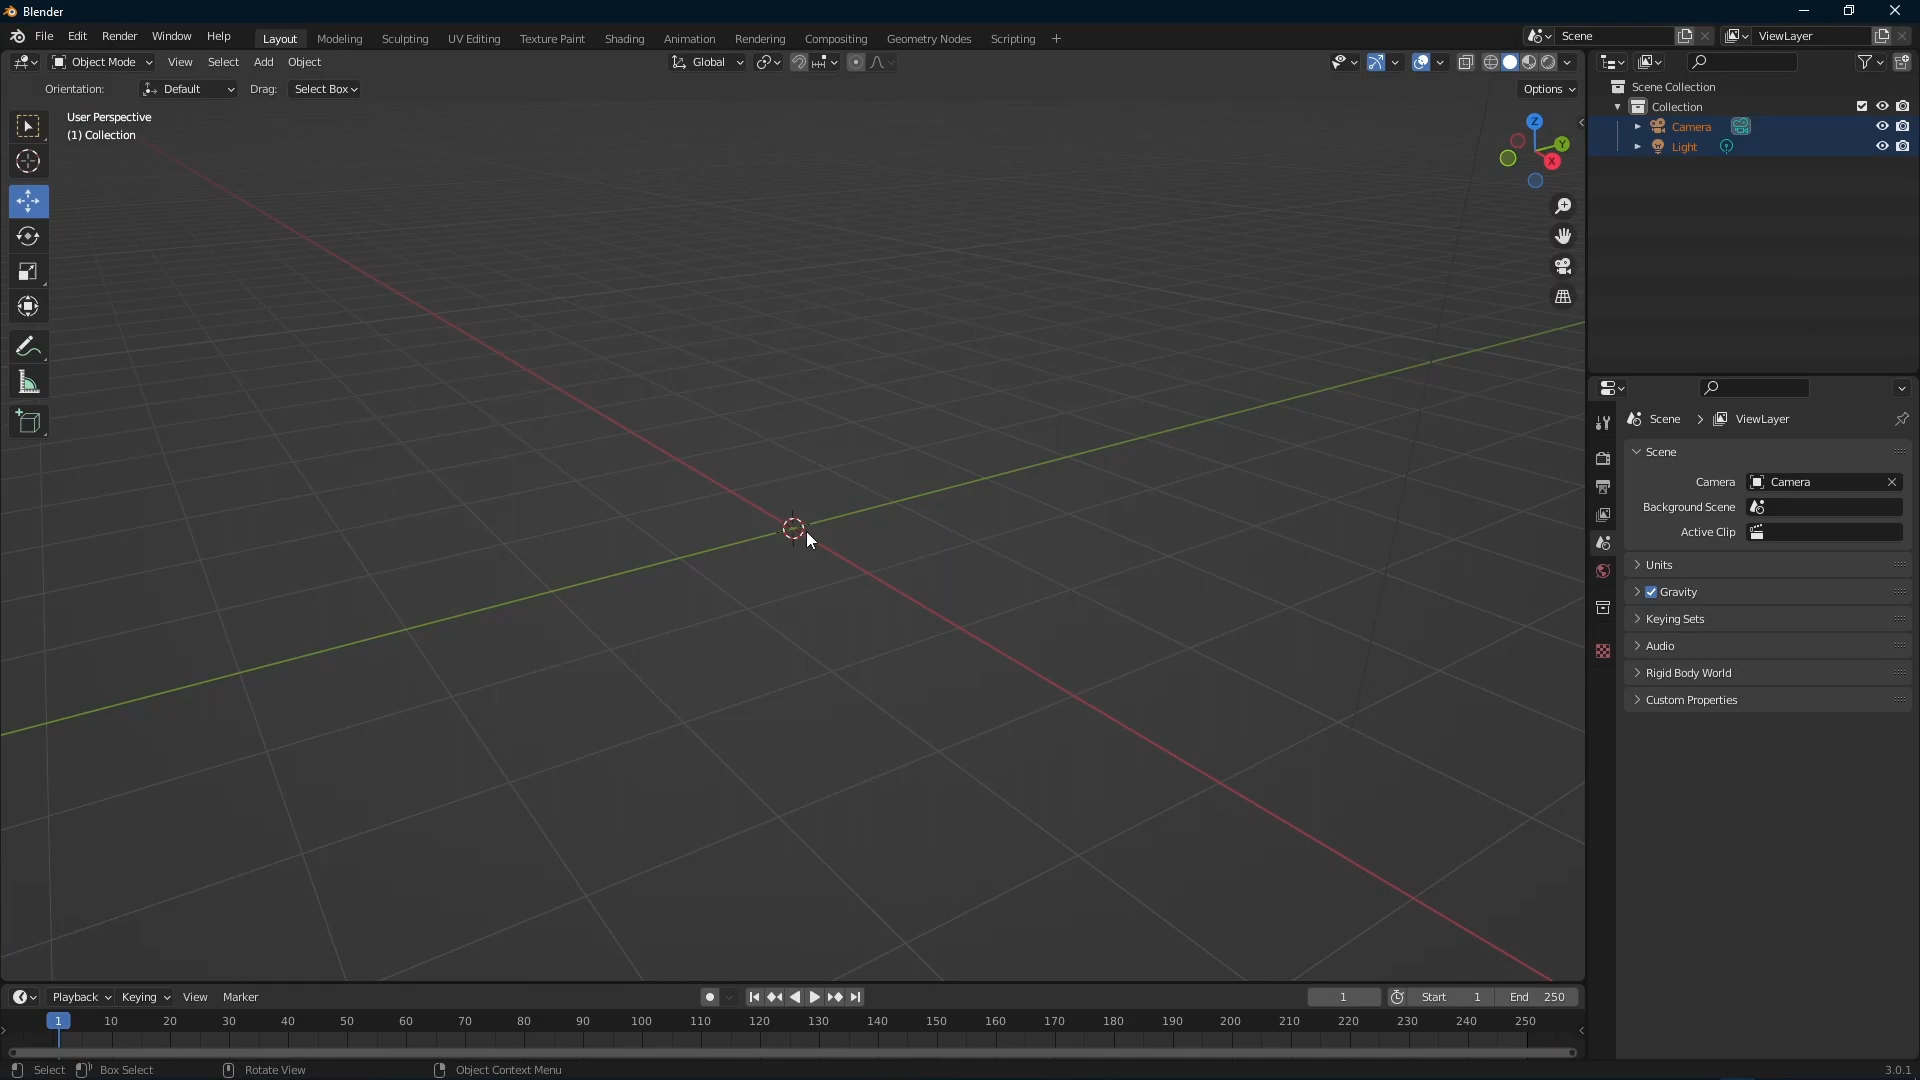 Blender
File Edit Render Window Help Layout Modeling Sculpting UV Editing Texture Paint Shading Animation Rendering Compositing Geometry Nodes Scripting + Scene ViewLayer
Object Mode View Select Add Object Global
Orientation: Default Drag: Select Box Options
User Perspective
(1) Collection
Z
Y
X
Scene Collection
Collection
Camera
Light
Scene > ViewLayer
Scene
Camera Camera
Background Scene
Active Clip
Units
Gravity
Keying Sets
Audio
Rigid Body World
Custom Properties
Playback Keying View Marker 1 Start 1 End 250
1 10 20 30 40 50 60 70 80 90 100 110 120 130 140 150 160 170 180 190 200 210 220 230 240 250
Select Box Select Rotate View Object Context Menu 3.0.1